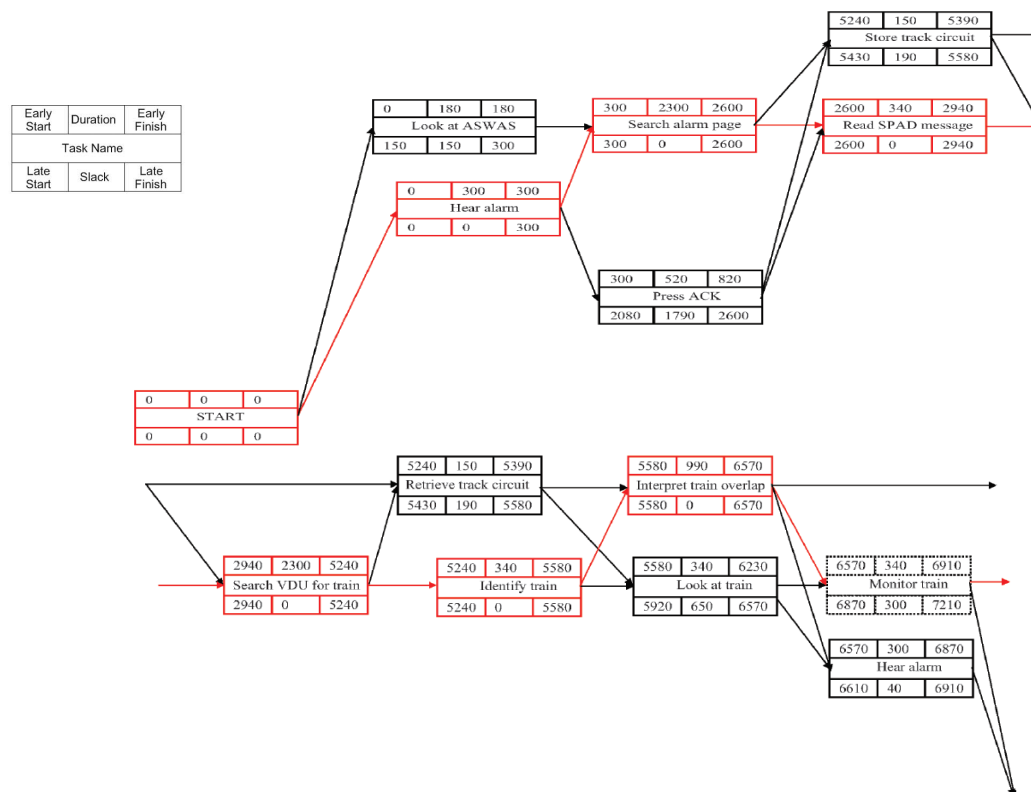 5240 150 5390
Store track circuit
5430 190 5580
Early Start Duration Early Finish
Task Name
Late Start Slack Late Finish
0 180 180
Look at ASWAS
150 150 300
300 2300 2600
Search alarm page
300 0 2600
2600 340 2940
Read SPAD message
2600 0 2940
0 300 300
Hear alarm
0 0 300
300 520 820
Press ACK
2080 1790 2600
0 0 0
START
0 0 0
5240 150 5390
Retrieve track circuit
5430 190 5580
5580 990 6570
Interpret train overlap
5580 0 6570
2940 2300 5240
Search VDU for train
2940 0 5240
5240 340 5580
Identify train
5240 0 5580
5580 340 6230
Look at train
5920 650 6570
6570 340 6910
Monitor train
6870 300 7210
6570 300 6870
Hear alarm
6610 40 6910